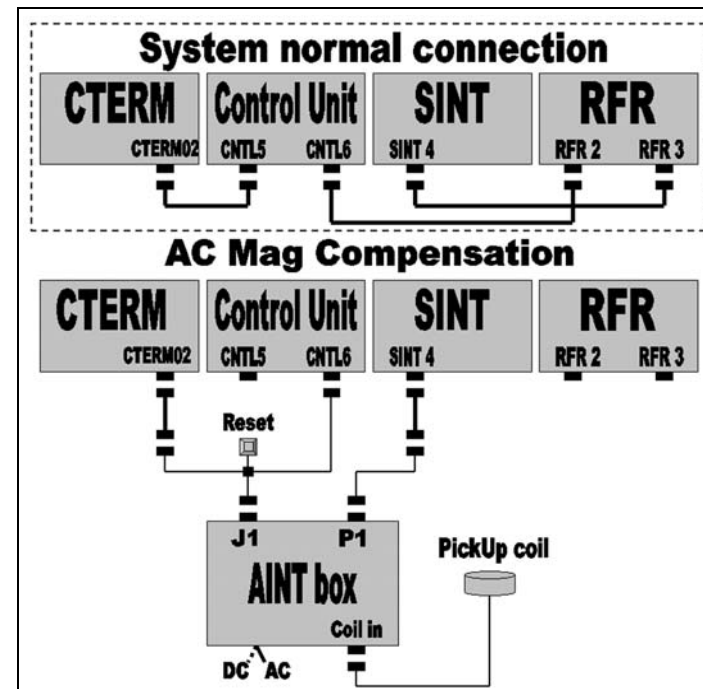 System normal connection
CTERM Control Unit SINT RFR
CTERM02 CNTL5 CNTL6 SINT 4 RFR 2 RFR 3
AC Mag Compensation
CTERM Control Unit SINT RFR
CTERM02 CNTL5 CNTL6 SINT 4 RFR 2 RFR 3
Reset
J1 P1
PickUp coil
AINT box
Coil in
DC AC